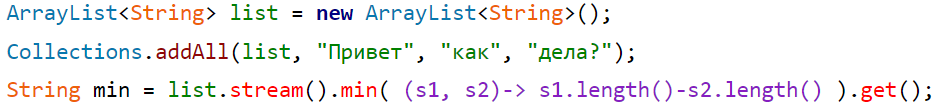 ArrayList<String> list = new ArrayList<String>();
Collections.addAll(list, "Привет", "как", "дела?");
String min = list.stream().min( (s1, s2)-> s1.length()-s2.length() ).get();